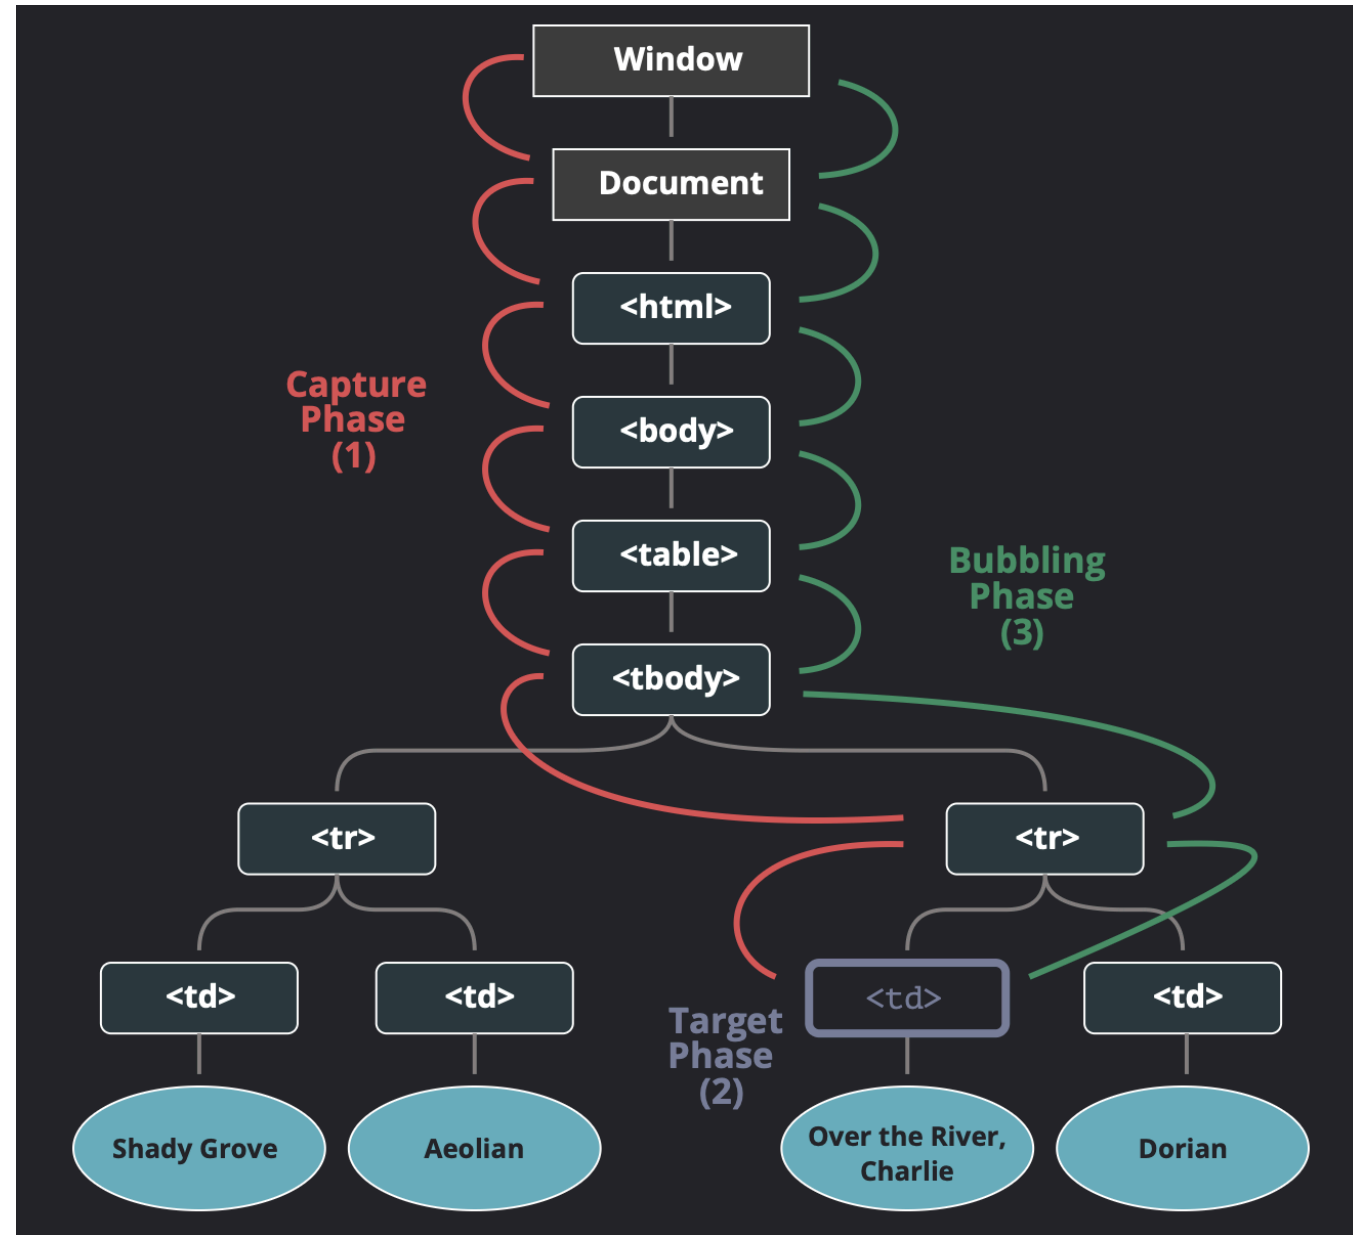 Window
Document
<html>
Capture
Phase
(1)
<body>
<table>
Bubbling
Phase
(3)
<tbody>
<tr>
<tr>
<td>
<td>
<td>
<td>
Target
Phase
(2)
Shady Grove
Aeolian
Over the River,
Charlie
Dorian